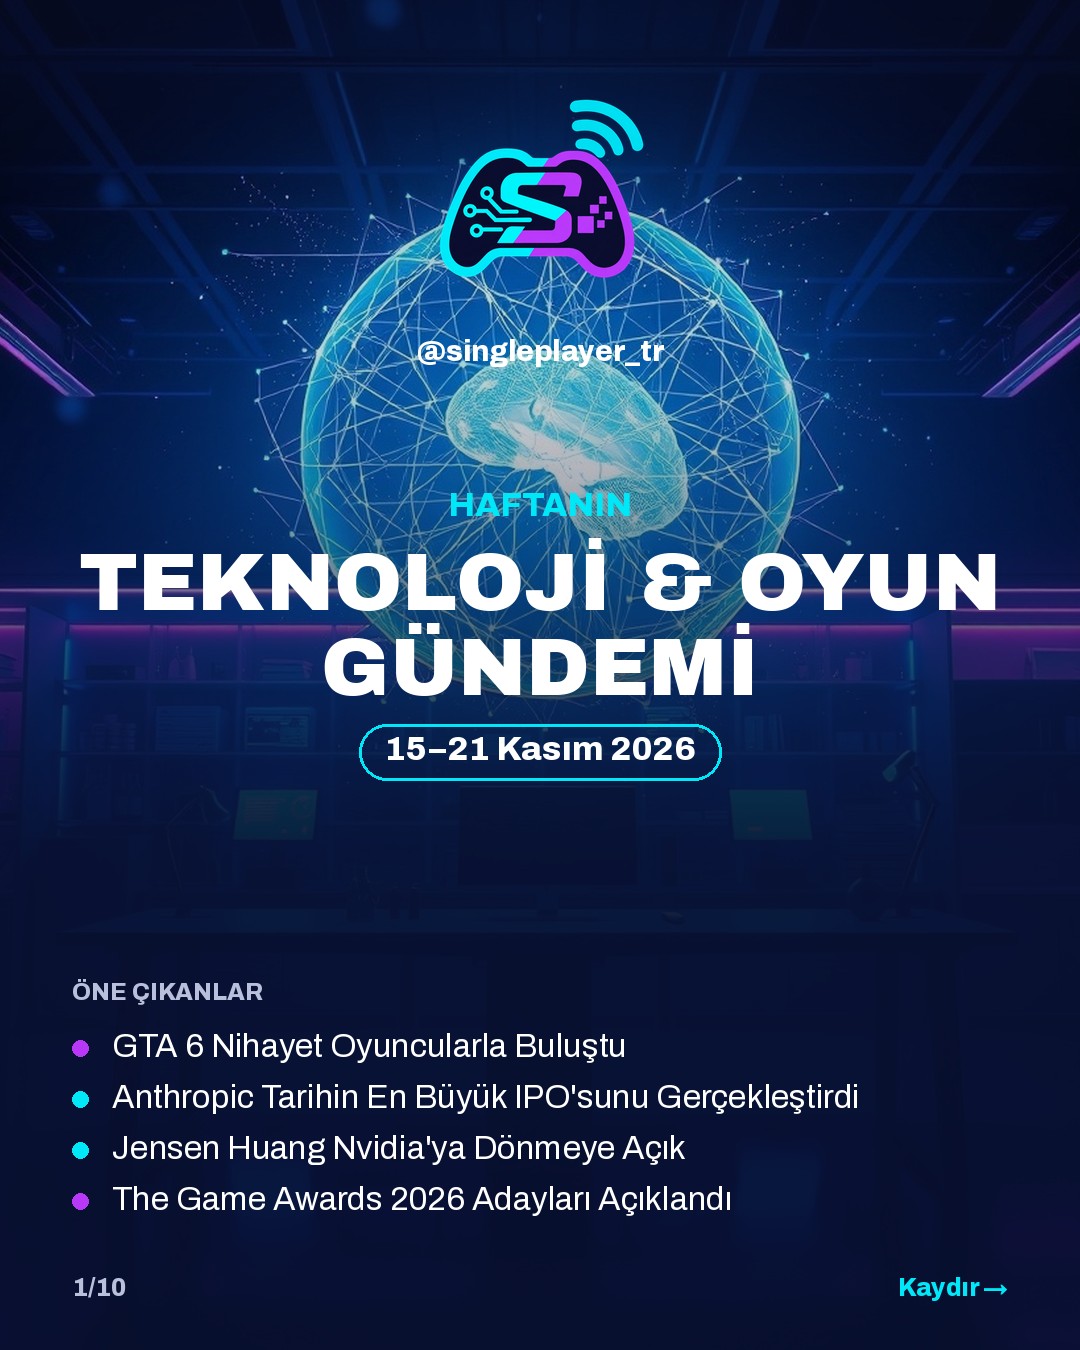 @singleplayer_tr
HAFTANIN
TEKNOLOJİ & OYUN
GÜNDEMİ
15–21 Kasım 2026
ÖNE ÇIKANLAR
GTA 6 Nihayet Oyuncularla Buluştu
Anthropic Tarihin En Büyük IPO'sunu Gerçekleştirdi
Jensen Huang Nvidia'ya Dönmeye Açık
The Game Awards 2026 Adayları Açıklandı
1/10
Kaydır→